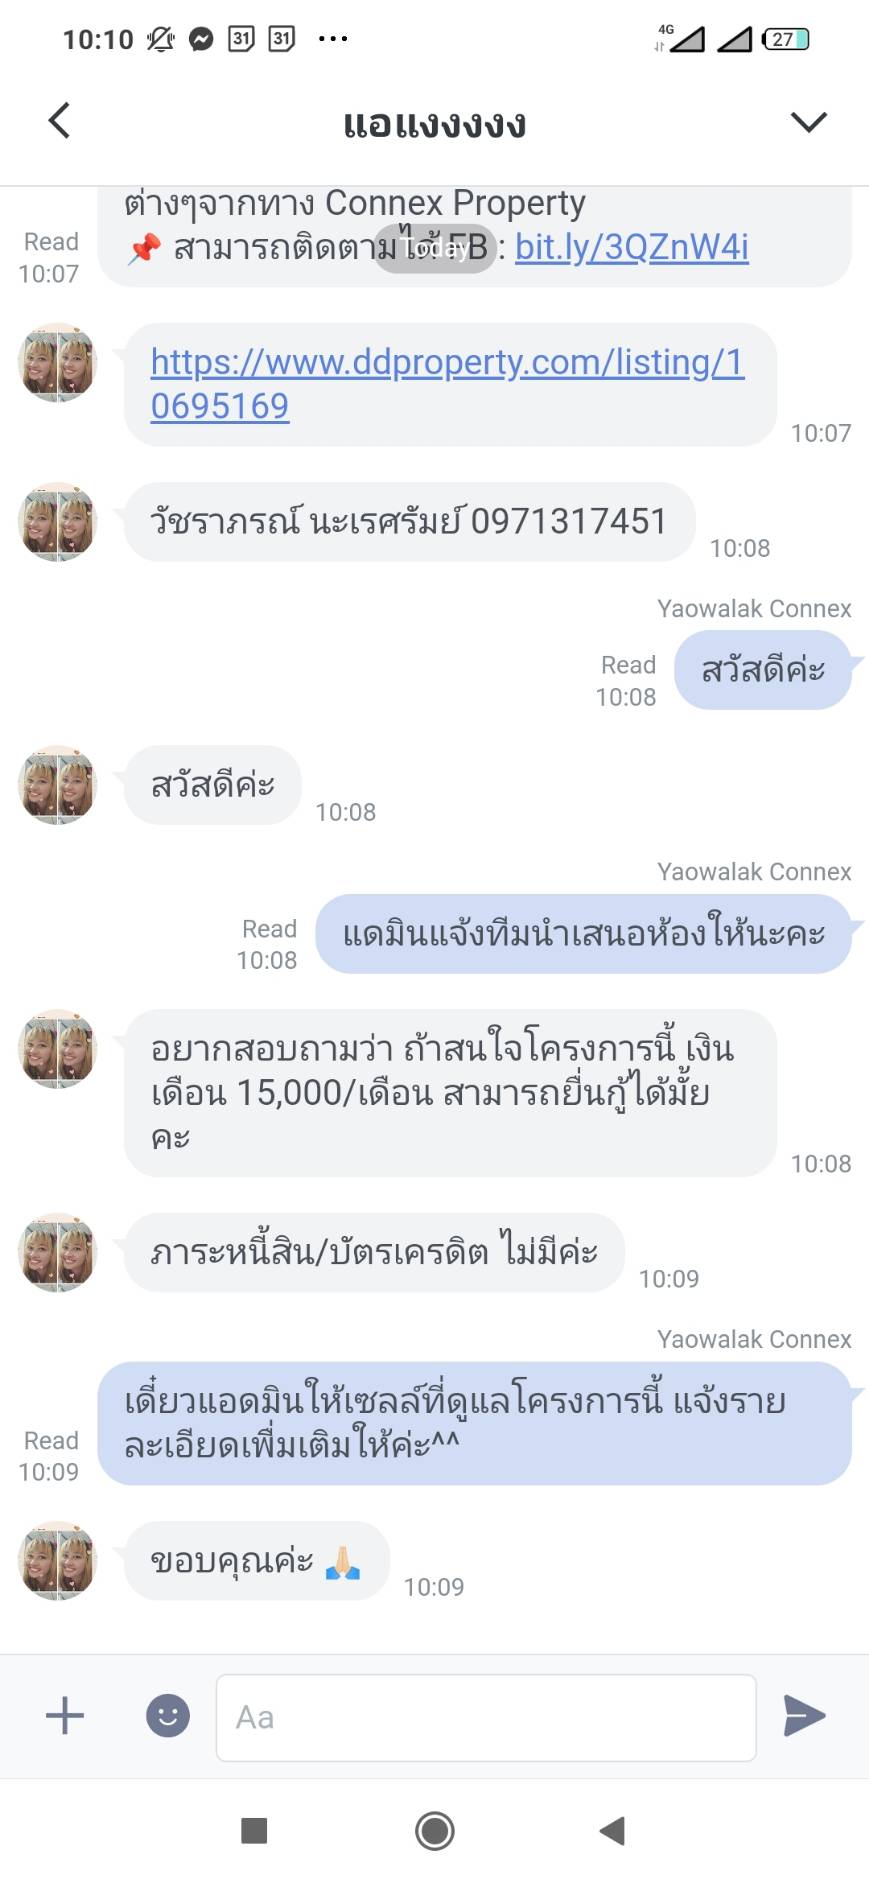 10:10
31
31
4G
27
แอแงงงงง
ต่างๆจากทาง Connex Property
Read
10:07
📌 สามารถติดตามได้ FB : bit.ly/3QZnW4i
Today
https://www.ddproperty.com/listing/1
0695169
10:07
วัชราภรณ์ นะเรศรัมย์ 0971317451
10:08
Yaowalak Connex
Read
10:08
สวัสดีค่ะ
สวัสดีค่ะ
10:08
Yaowalak Connex
Read
10:08
แดมินแจ้งทีมนำเสนอห้องให้นะคะ
อยากสอบถามว่า ถ้าสนใจโครงการนี้ เงิน
เดือน 15,000/เดือน สามารถยื่นกู้ได้มั้ย
คะ
10:08
ภาระหนี้สิน/บัตรเครดิต ไม่มีค่ะ
10:09
Yaowalak Connex
เดี๋ยวแอดมินให้เซลล์ที่ดูแลโครงการนี้ แจ้งราย
ละเอียดเพิ่มเติมให้ค่ะ^^
Read
10:09
ขอบคุณค่ะ 🙏🏻
10:09
Aa